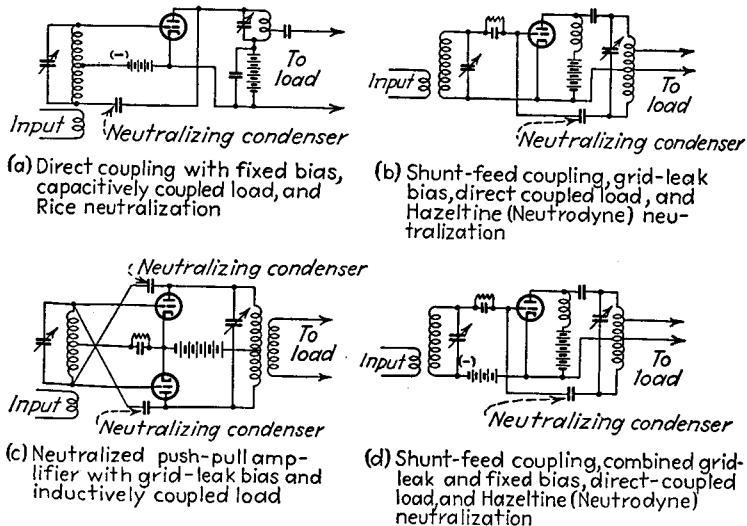 (-)
To
load
Input
Neutralizing condenser
(a) Direct coupling with fixed bias,
capacitively coupled load, and
Rice neutralization
Input
To
load
Neutralizing condenser
(b) Shunt-feed coupling, grid-leak
bias, direct coupled load, and
Hazeltine (Neutrodyne) neu-
tralization
Neutralizing condenser
To
load
Input
Neutralizing condenser
(c) Neutralized push-pull amp-
lifier with grid-leak bias and
inductively coupled load
Input
(-)
To
load
Neutralizing condenser
(d) Shunt-feed coupling, combined grid-
leak and fixed bias, direct-coupled
load, and Hazeltine (Neutrodyne)
neutralization